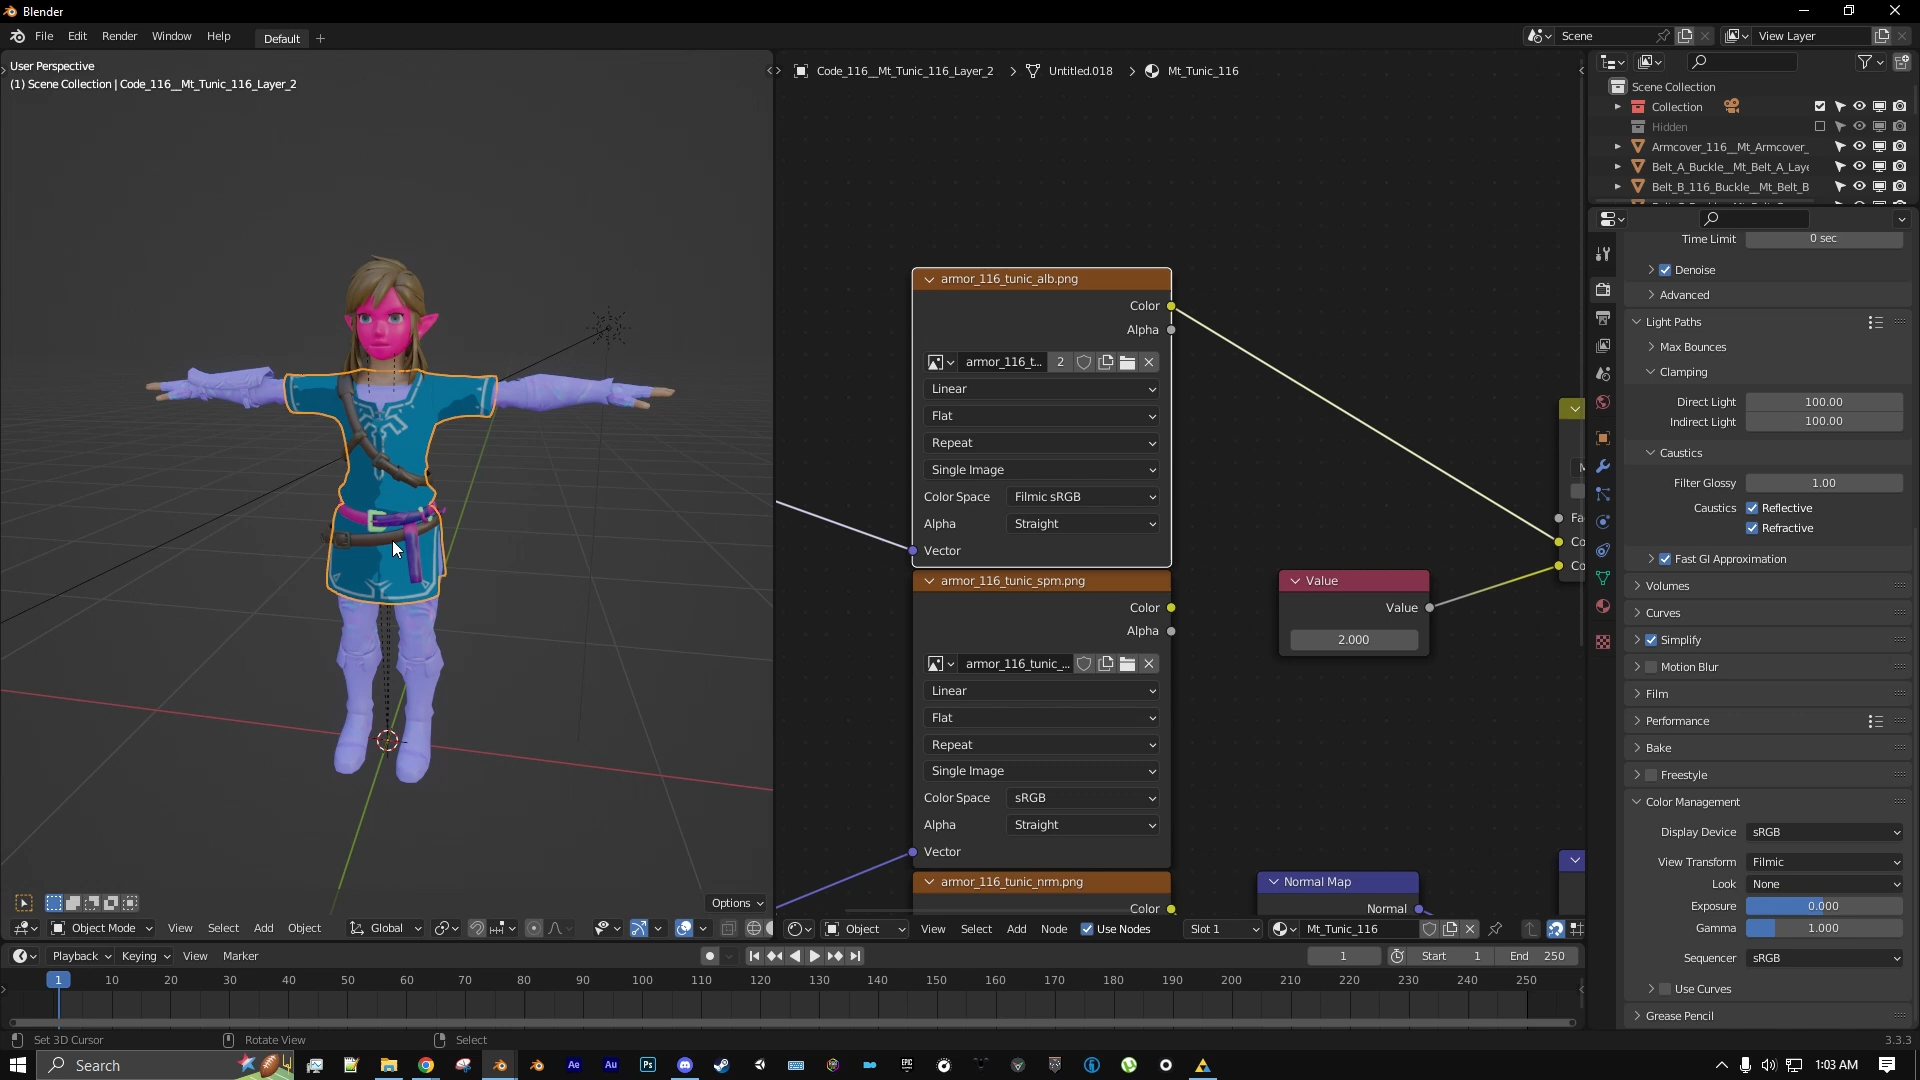 Blender
File Edit Render Window Help
Default
Scene
View Layer
User Perspective
(1) Scene Collection | Code_116__Mt_Tunic_116_Layer_2
Code_116__Mt_Tunic_116_Layer_2
Untitled.018
Mt_Tunic_116
Scene Collection
Collection
Hidden
Armcover_116__Mt_Armcover_
Belt_A_Buckle__Mt_Belt_A_Laye
Belt_B_116_Buckle__Mt_Belt_B
armor_116_tunic_alb.png
Color
Alpha
armor_116_t...
2
Linear
Flat
Repeat
Single Image
Color Space Filmic sRGB
Alpha Straight
Vector
armor_116_tunic_spm.png
Color
Alpha
armor_116_tunic_...
Linear
Flat
Repeat
Single Image
Color Space sRGB
Alpha Straight
Vector
armor_116_tunic_nrm.png
Color
Value
Value
2.000
Normal Map
Normal
M
Fa
Co
Co
Time Limit 0 sec
Denoise
Advanced
Light Paths
Max Bounces
Clamping
Direct Light 100.00
Indirect Light 100.00
Caustics
Filter Glossy 1.00
Caustics Reflective
Refractive
Fast GI Approximation
Volumes
Curves
Simplify
Motion Blur
Film
Performance
Bake
Freestyle
Color Management
Display Device sRGB
View Transform Filmic
Look None
Exposure 0.000
Gamma 1.000
Sequencer sRGB
Use Curves
Grease Pencil
Options
Object Mode View Select Add Object Global
Object View Select Add Node Use Nodes Slot 1 Mt_Tunic_116
Playback Keying View Marker
1 Start 1 End 250
1 10 20 30 40 50 60 70 80 90 100 110 120 130 140 150 160 170 180 190 200 210 220 230 240 250
Set 3D Cursor Rotate View Select
3.3.3
Search
Ae Au Ps
EPIC
1:03 AM